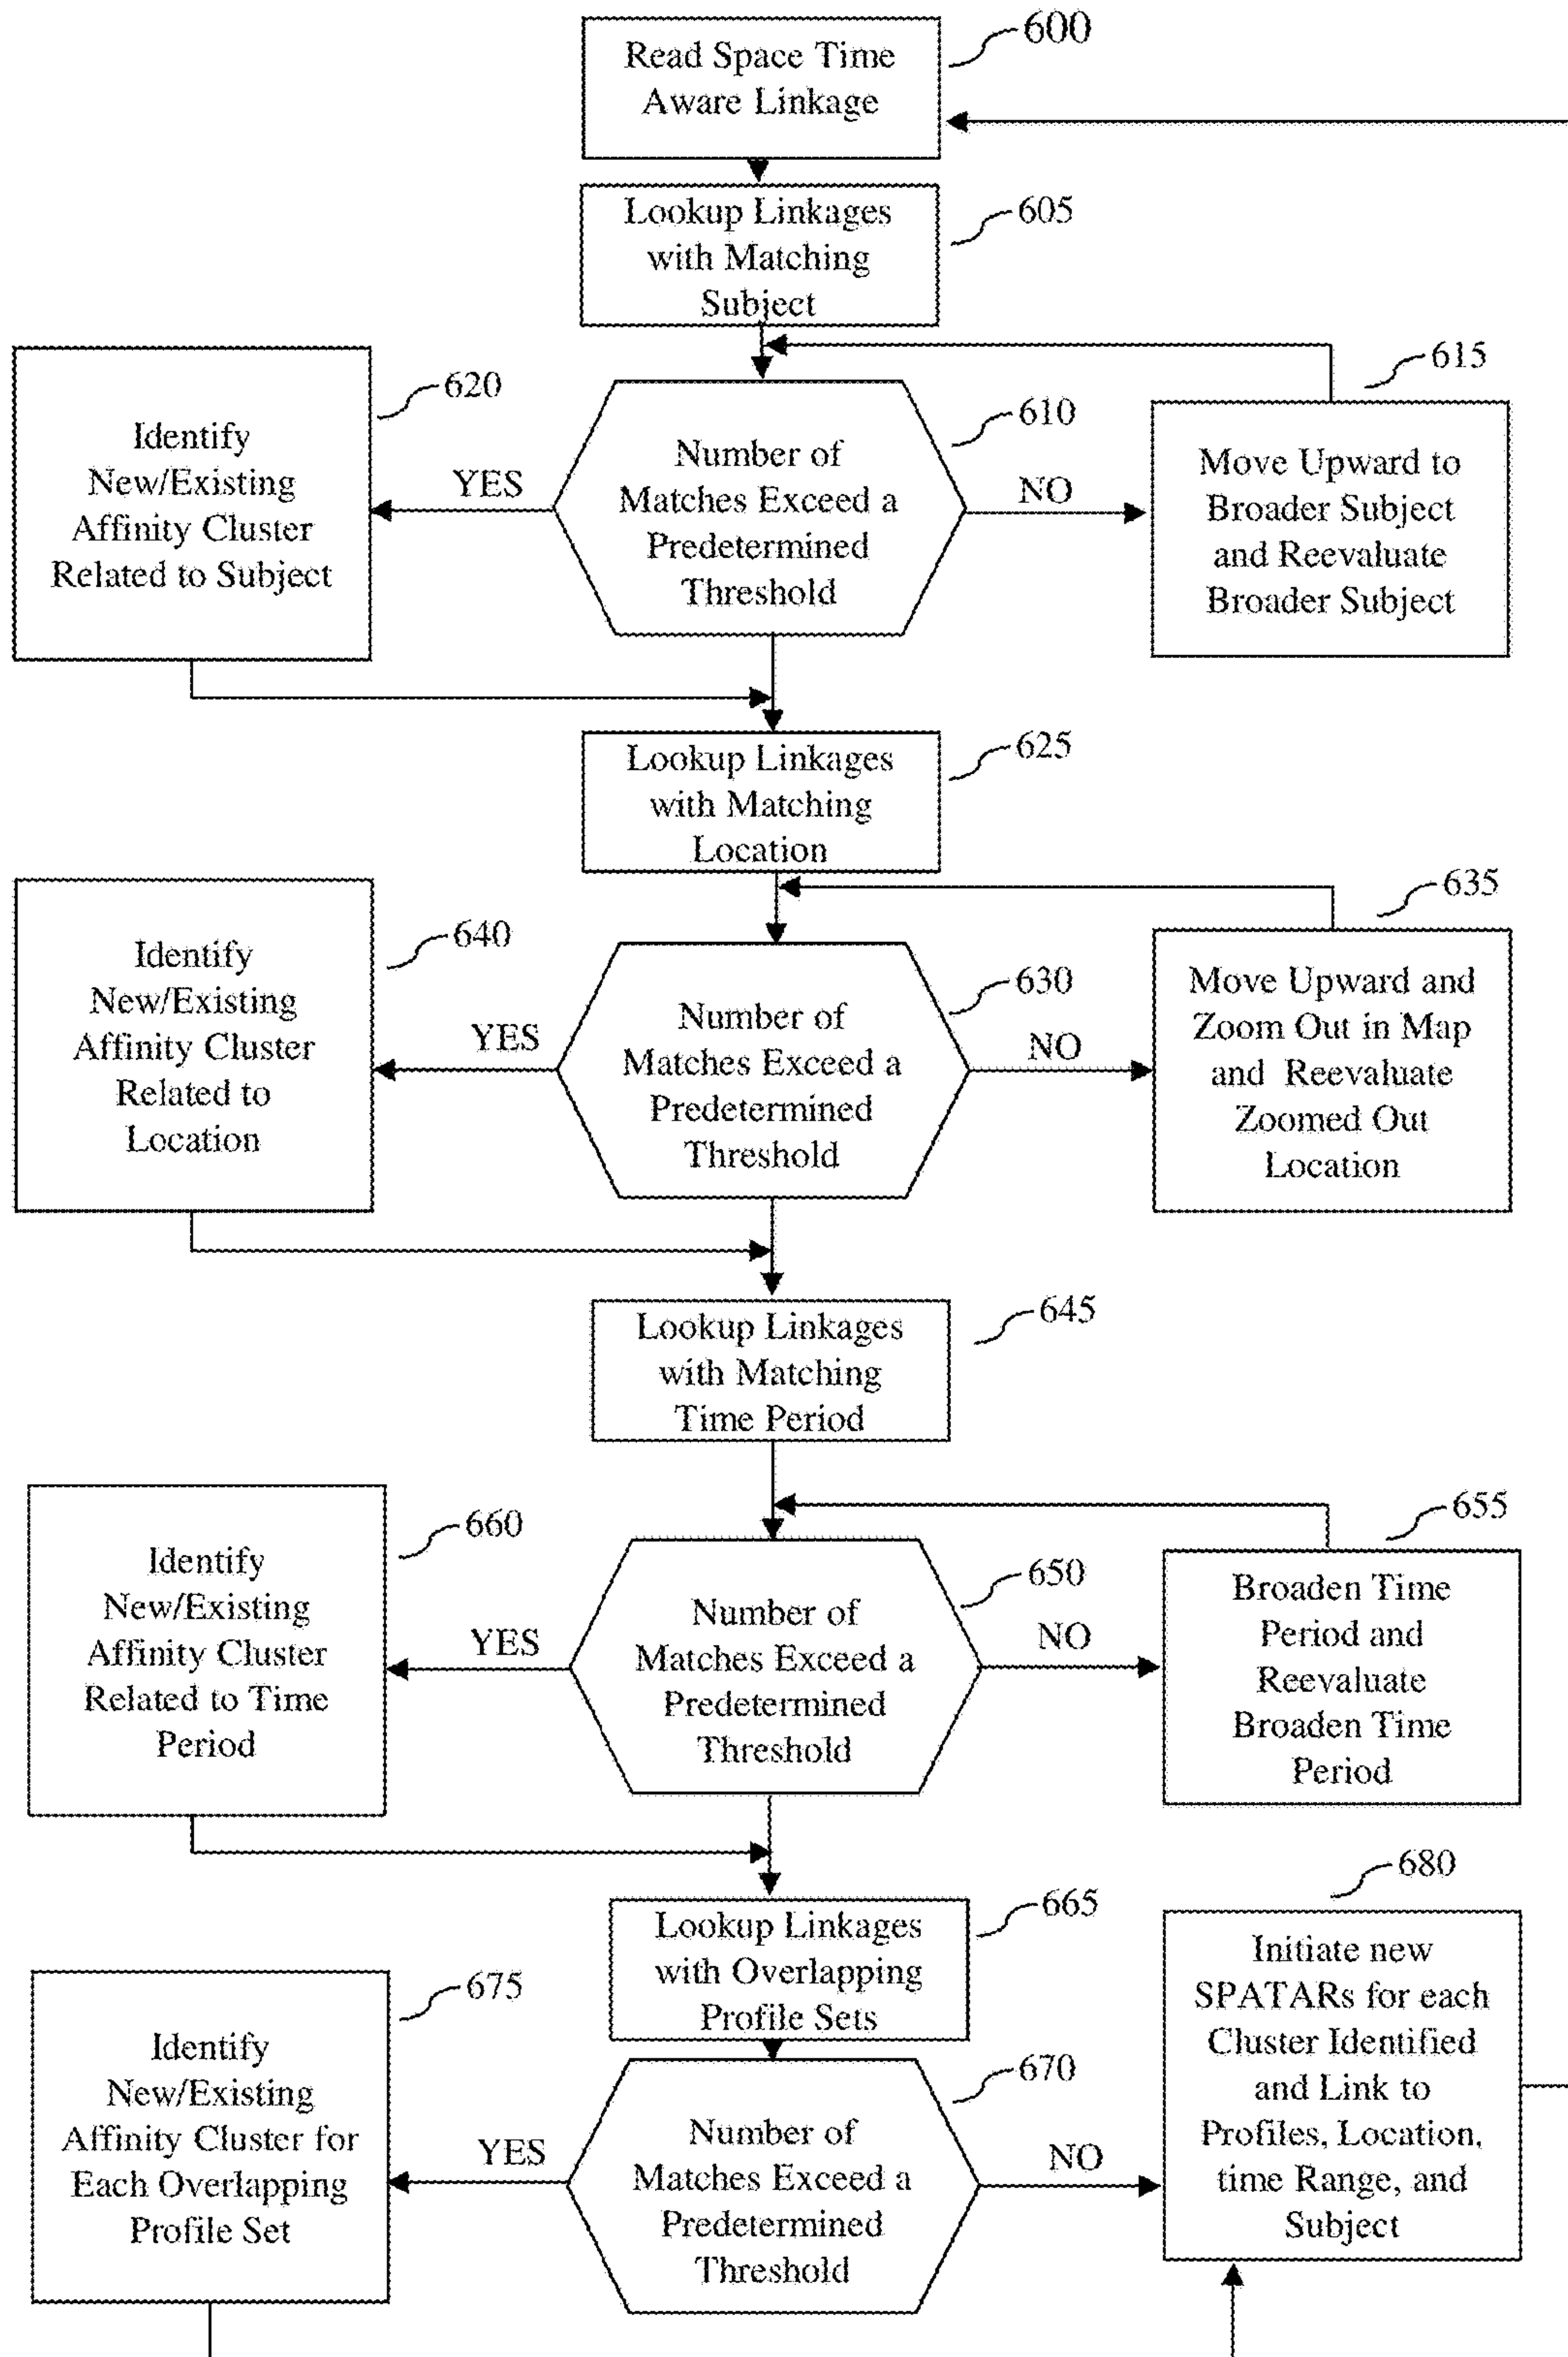 600
Read Space Time
Aware Linkage
605
Lookup Linkages
with Matching
Subject
620
Identify
New/Existing
Affinity Cluster
Related to Subject
YES
610
Number of
Matches Exceed a
Predetermined
Threshold
NO
615
Move Upward to
Broader Subject
and Reevaluate
Broader Subject
625
Lookup Linkages
with Matching
Location
640
Identify
New/Existing
Affinity Cluster
Related to
Location
YES
630
Number of
Matches Exceed a
Predetermined
Threshold
NO
635
Move Upward and
Zoom Out in Map
and Reevaluate
Zoomed Out
Location
645
Lookup Linkages
with Matching
Time Period
660
Identify
New/Existing
Affinity Cluster
Related to Time
Period
YES
650
Number of
Matches Exceed a
Predetermined
Threshold
NO
655
Broaden Time
Period and
Reevaluate
Broaden Time
Period
665
Lookup Linkages
with Overlapping
Profile Sets
675
Identify
New/Existing
Affinity Cluster for
Each Overlapping
Profile Set
YES
670
Number of
Matches Exceed a
Predetermined
Threshold
NO
680
Initiate new
SPATARs for each
Cluster Identified
and Link to
Profiles, Location,
time Range, and
Subject